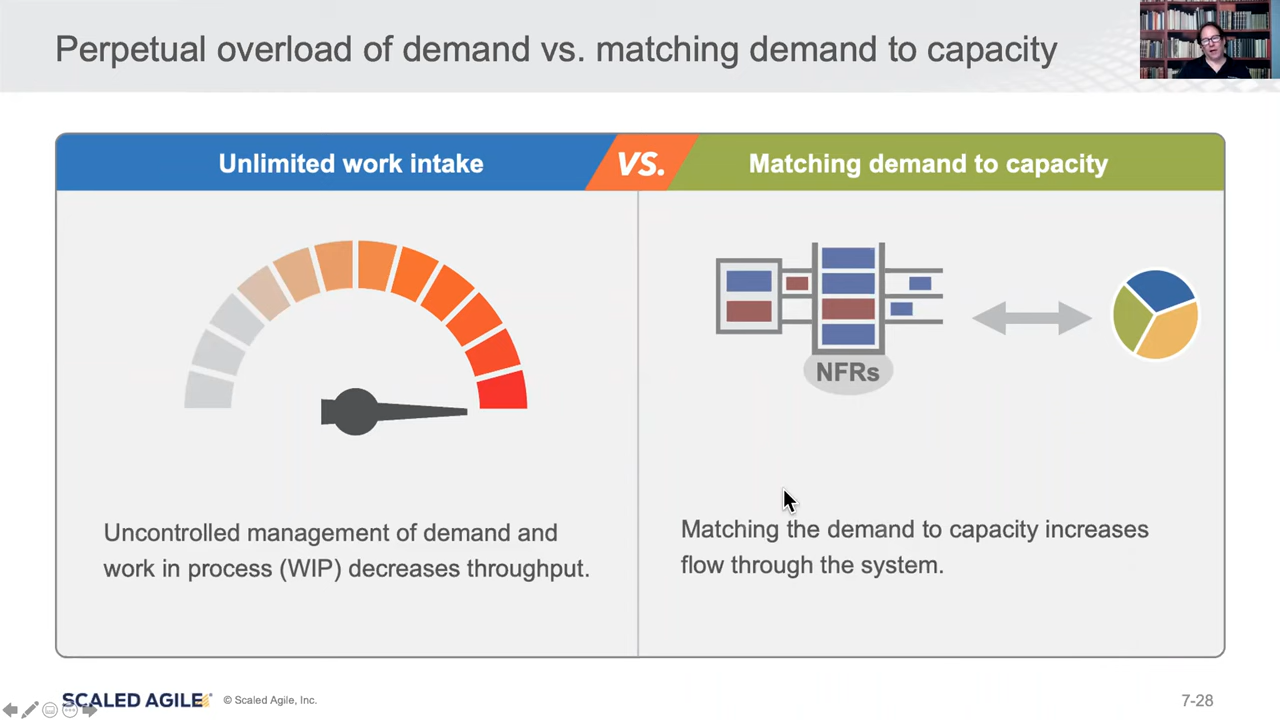 Perpetual overload of demand vs. matching demand to capacity
Unlimited work intake
VS.
Matching demand to capacity
NFRs
Uncontrolled management of demand and
work in process (WIP) decreases throughput.
Matching the demand to capacity increases
flow through the system.
SCALED AGILE
© Scaled Agile, Inc.
7-28